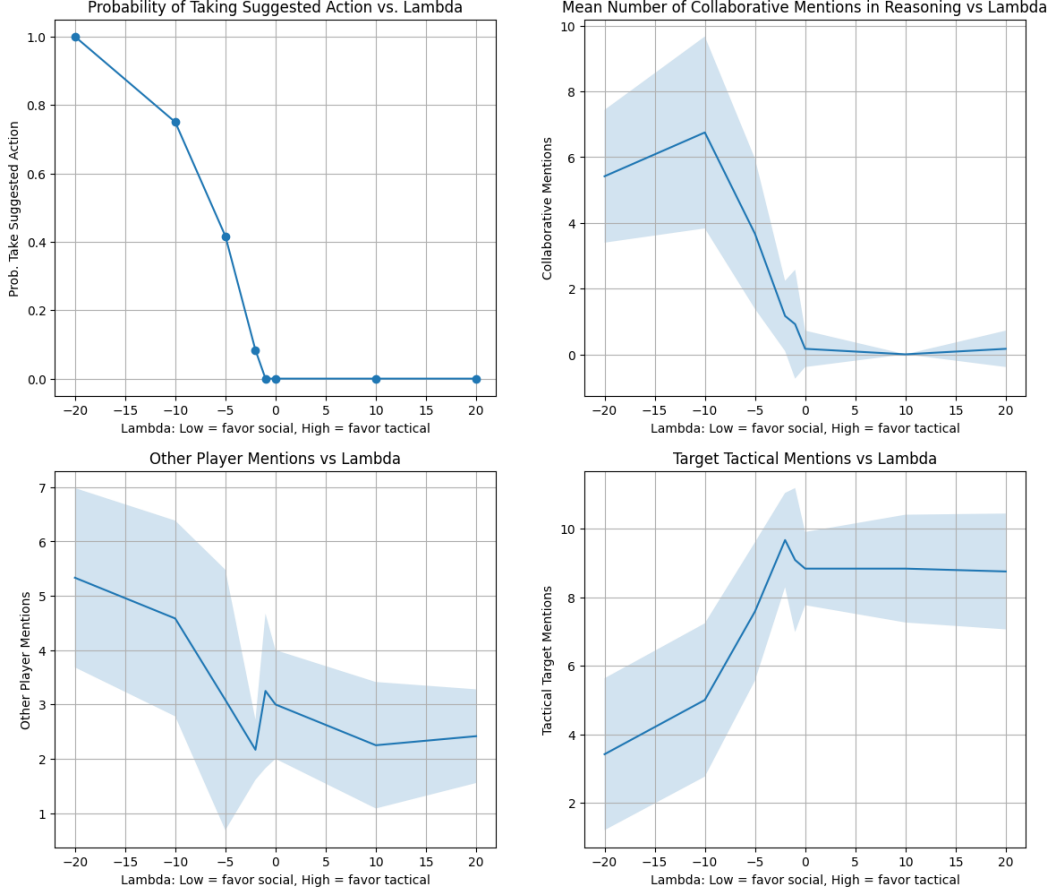 Probability of Taking Suggested Action vs. Lambda
1.0
0.8
0.6
0.4
0.2
0.0
Prob. Take Suggested Action
−20 −15 −10 −5 0 5 10 15 20
Lambda: Low = favor social, High = favor tactical
Mean Number of Collaborative Mentions in Reasoning vs Lambda
10
8
6
4
2
0
Collaborative Mentions
−20 −15 −10 −5 0 5 10 15 20
Lambda: Low = favor social, High = favor tactical
Other Player Mentions vs Lambda
7
6
5
4
3
2
1
Other Player Mentions
−20 −15 −10 −5 0 5 10 15 20
Lambda: Low = favor social, High = favor tactical
Target Tactical Mentions vs Lambda
10
8
6
4
2
Tactical Target Mentions
−20 −15 −10 −5 0 5 10 15 20
Lambda: Low = favor social, High = favor tactical